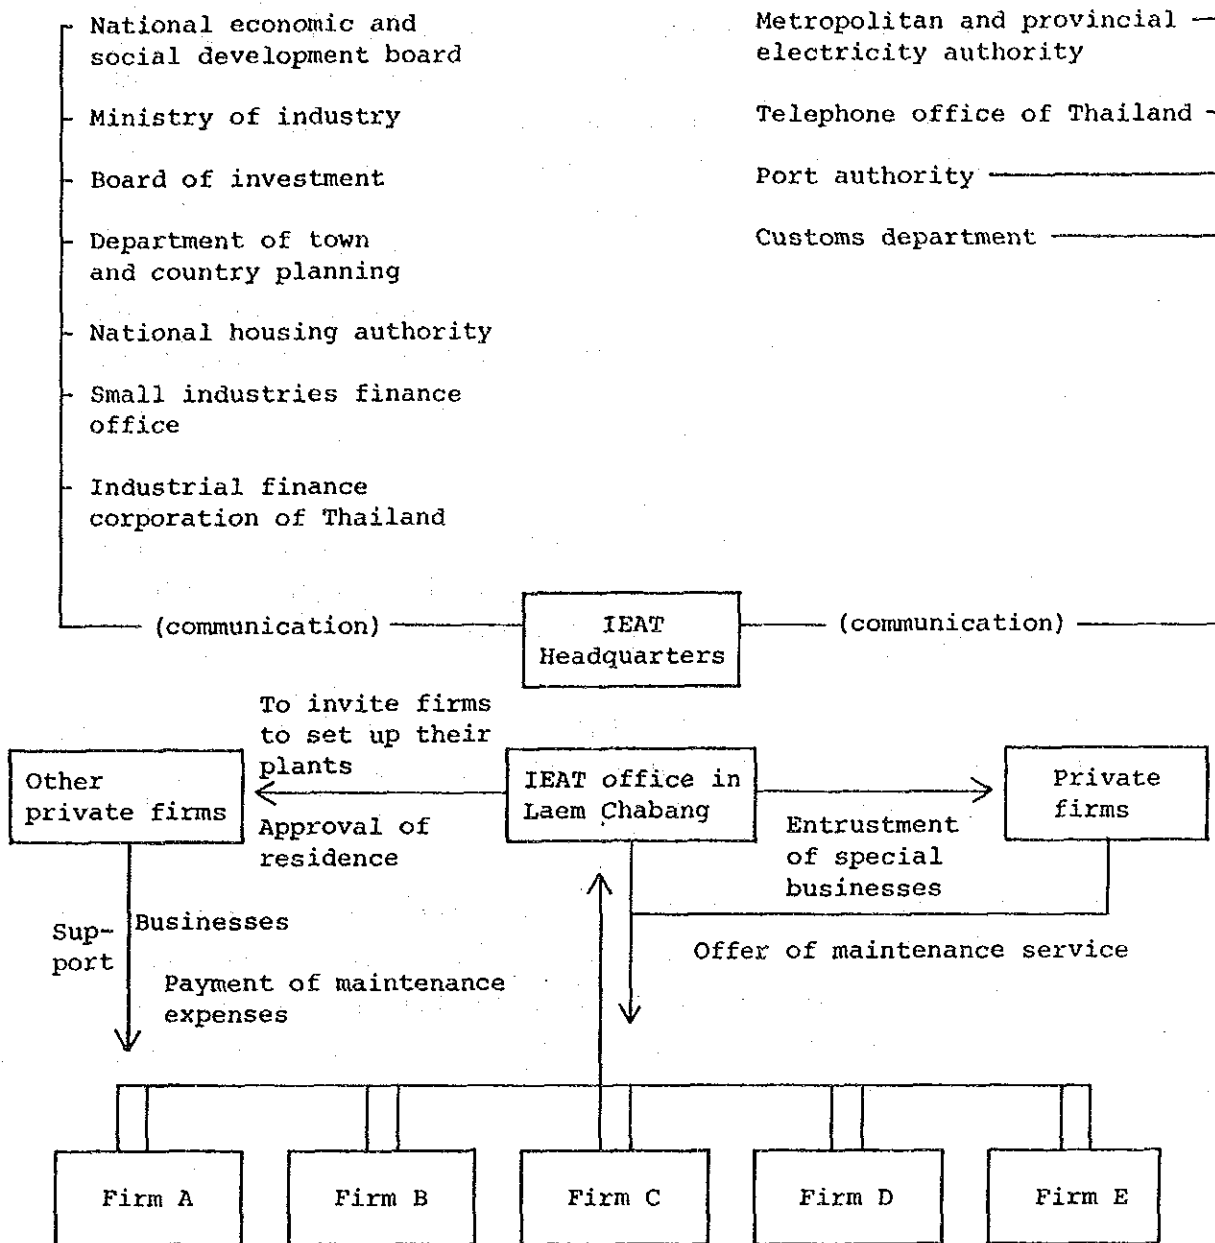 National economic and
social development board
Ministry of industry
Board of investment
Department of town
and country planning
National housing authority
Small industries finance
office
Industrial finance
corporation of Thailand
Metropolitan and provincial
electricity authority
Telephone office of Thailand
Port authority
Customs department
(communication)
IEAT
Headquarters
(communication)
To invite firms
to set up their
plants
Other
private firms
IEAT office in
Laem Chabang
Private
firms
Approval of
residence
Entrustment
of special
businesses
Sup-
port
Businesses
Offer of maintenance service
Payment of maintenance
expenses
Firm A
Firm B
Firm C
Firm D
Firm E